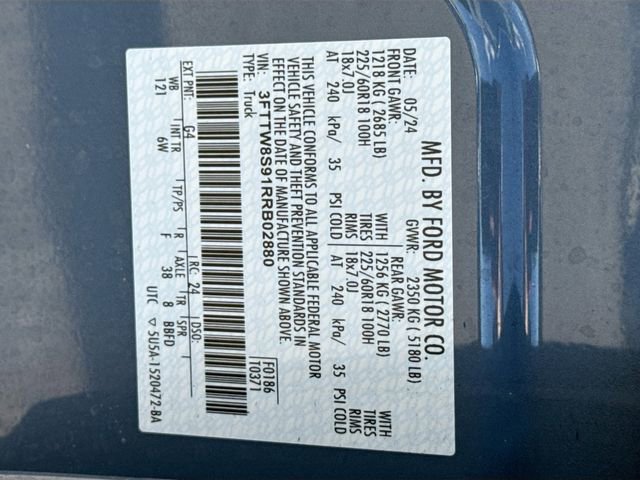 MFD. BY FORD MOTOR CO.
DATE: 05/24 GVWR: 2350 KG ( 5180 LB)
FRONT GAWR: REAR GAWR:
1218 KG ( 2685 LB) WITH 1256 KG ( 2770 LB) WITH
225/60R18 100H TIRES 225/60R18 100H TIRES
18x7.0J RIMS 18x7.0J RIMS
AT 240 kPa/ 35 PSI COLD AT 240 kPa/ 35 PSI COLD
THIS VEHICLE CONFORMS TO ALL APPLICABLE FEDERAL MOTOR
VEHICLE SAFETY AND THEFT PREVENTION STANDARDS IN
EFFECT ON THE DATE OF MANUFACTURE SHOWN ABOVE.
VIN: 3FTTW8S91RRB02880
TYPE: Truck
F0186
T0371
EXT PNT: G4 RC: 24 DSO:
WB INT TR TP/PS R AXLE TR SPR
121 6W F 38 8 BBFD
UTC ▽ 5U5A-1520472-BA